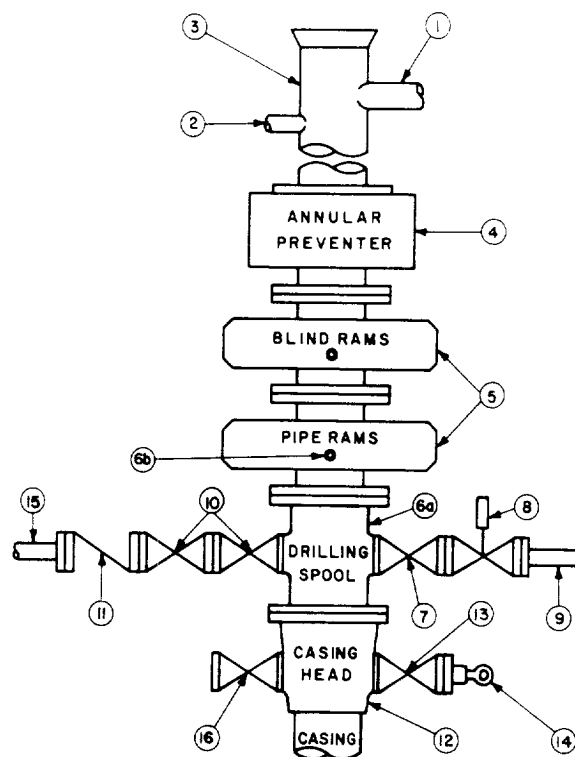 3
1
2
ANNULAR
PREVENTER
4
BLIND RAMS
5
PIPE RAMS
6b
15
10
6a
8
DRILLING
SPOOL
11
7
9
13
CASING
HEAD
16
12
14
CASING